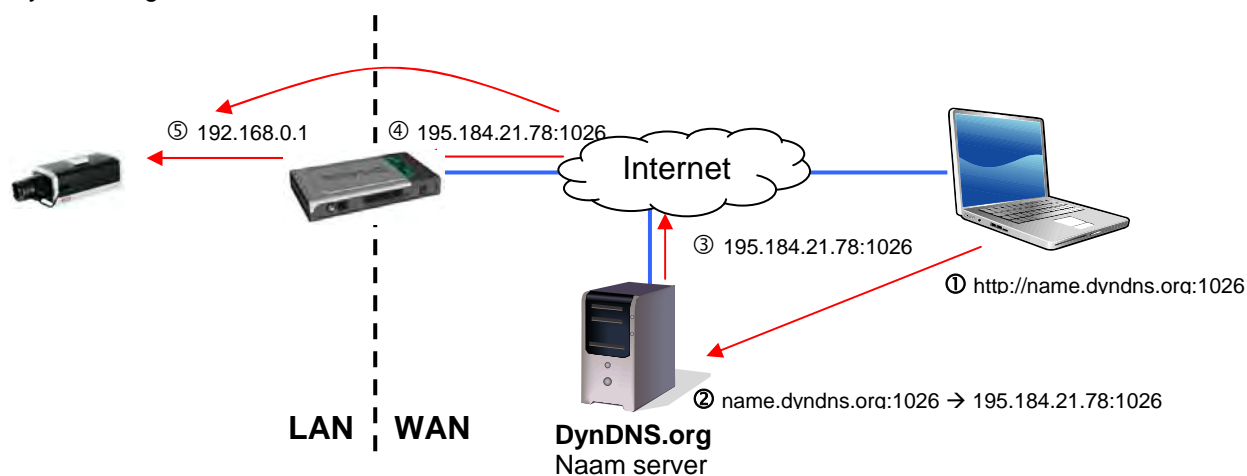 ⑤ 192.168.0.1
④ 195.184.21.78:1026
Internet
③ 195.184.21.78:1026
① http://name.dyndns.org:1026
② name.dyndns.org:1026 → 195.184.21.78:1026
LAN
WAN
DynDNS.org
Naam server